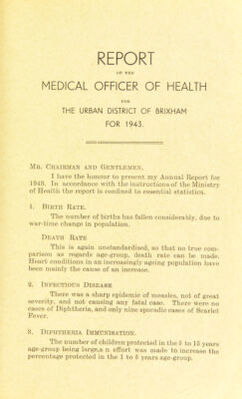 REPORT
OF THE
MEDICAL OFFICER OF HEALTH
FOR
THE URBAN DISTRICT OF BRIXHAM
FOR 1943.
MR. CHAIRMAN AND GENTLEMEN,
I have the honour to present my Annual Report for
1943. In accordance with the instructions of the Ministry
of Health the report is confined to essential statistics.
1. BIRTH RATE.
The number of births has fallen considerably, due to
war-time change in population.
DEATH RATE
This is again unstandardised, so that no true com-
parison as regards age-group, death rate can be made.
Heart conditions in an increasingly ageing population have
been mainly the cause of an increase.
2. INFECTIOUS DISEASE
There was a sharp epidemic of measles, not of great
severity, and not causing any fatal case. There were no
cases of Diphtheria, and only nine sporadic cases of Scarlet
Fever.
3. DIPHTHERIA IMMUNISATION.
The number of children protected in the 5 to 15 years
age-group being large,a n effort was made to increase the
percentage protected in the 1 to 5 years age-group.